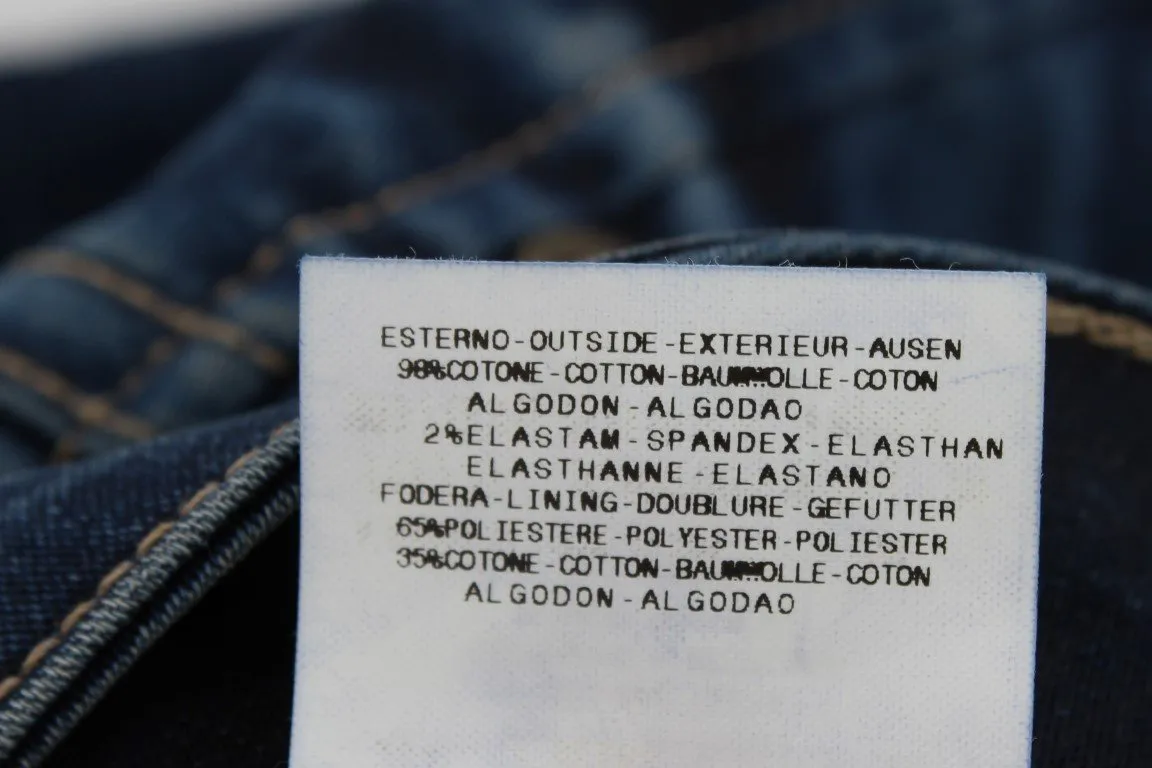 ESTERNO-OUTSIDE-EXTERIEUR-AUSEN
98%COTONE-COTTON-BAUMWOLLE-COTON
ALGODON-ALGODAO
2%ELASTAM-SPANDEX-ELASTHAN
ELASTHANNE-ELASTANO
FODERA-LINING-DOUBLURE-GEFUTTER
65%POLIESTERE-POLYESTER-POLIESTER
35%COTONE-COTTON-BAUMWOLLE-COTON
ALGODON-ALGODAO